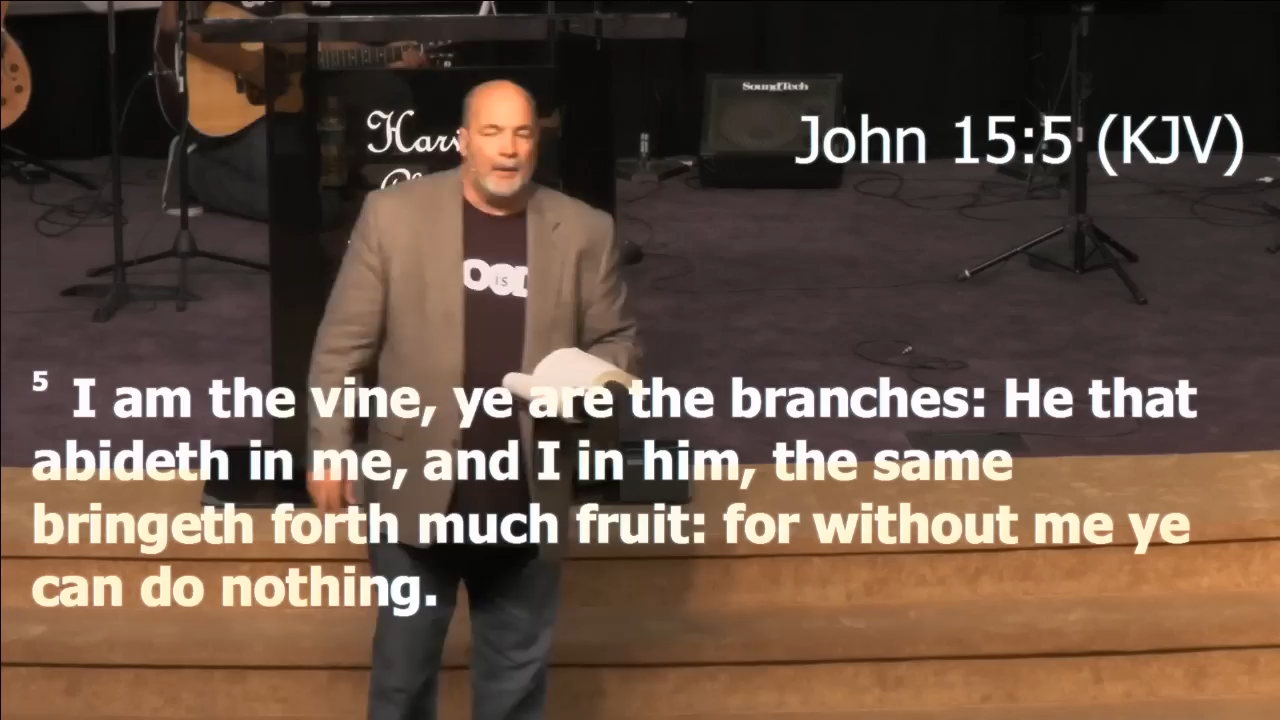 SoundTech
John 15:5 (KJV)
IS
5 I am the vine, ye are the branches: He that
abideth in me, and I in him, the same
bringeth forth much fruit: for without me ye
can do nothing.